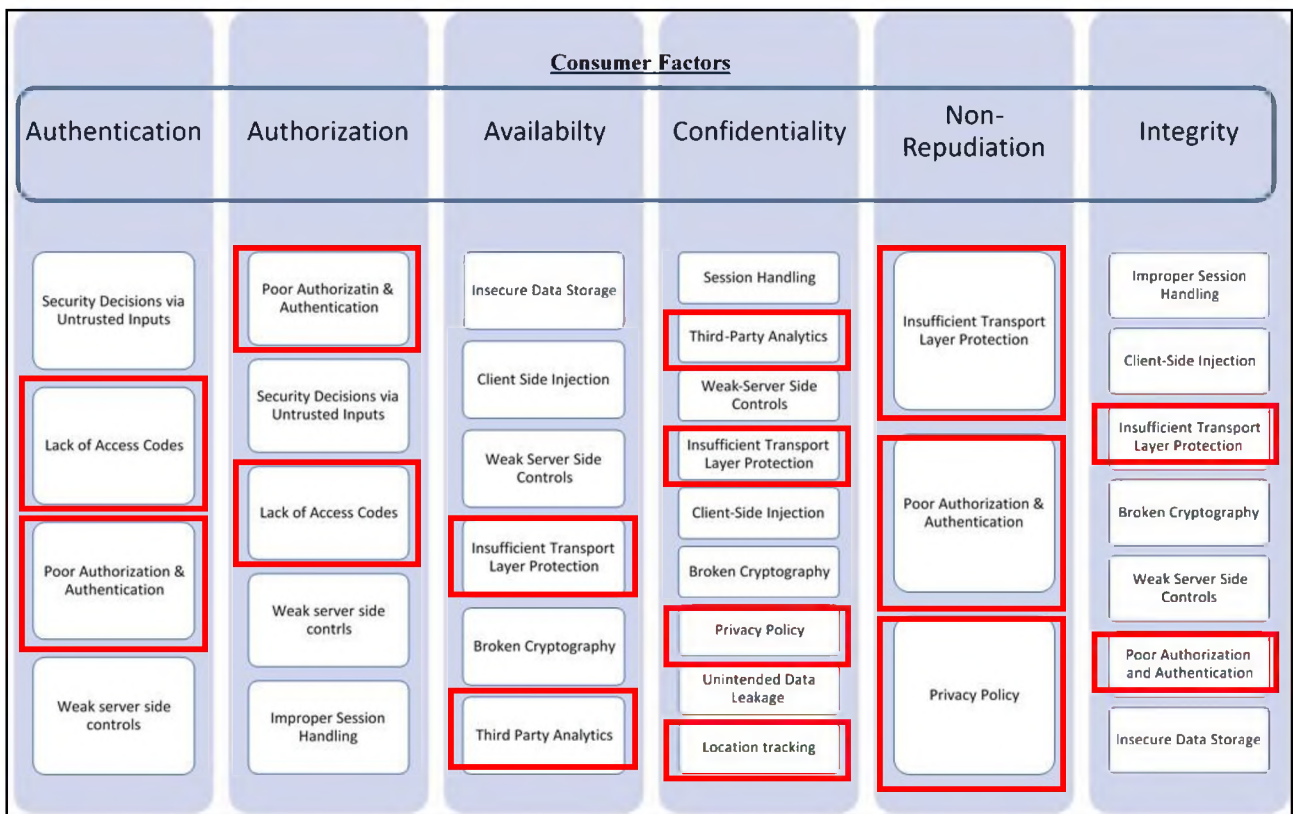 Consumer Factors
Authentication
Authorization
Availabilty
Confidentiality
Non-
Repudiation
Integrity
Security Decisions via
Untrusted Inputs
Lack of Access Codes
Poor Authorization &
Authentication
Weak server side
controls
Poor Authorizatin &
Authentication
Security Decisions via
Untrusted Inputs
Lack of Access Codes
Weak server side
contrls
Improper Session
Handling
Insecure Data Storage
Client Side Injection
Weak Server Side
Controls
Insufficient Transport
Layer Protection
Broken Cryptography
Third Party Analytics
Session Handling
Third-Party Analytics
Weak-Server Side
Controls
Insufficient Transport
Layer Protection
Client-Side Injection
Broken Cryptography
Privacy Policy
Unintended Data
Leakage
Location tracking
Insufficient Transport
Layer Protection
Poor Authorization &
Authentication
Privacy Policy
Improper Session
Handling
Client-Side Injection
Insufficient Transport
Layer Protection
Broken Cryptography
Weak Server Side
Controls
Poor Authorization
and Authentication
Insecure Data Storage